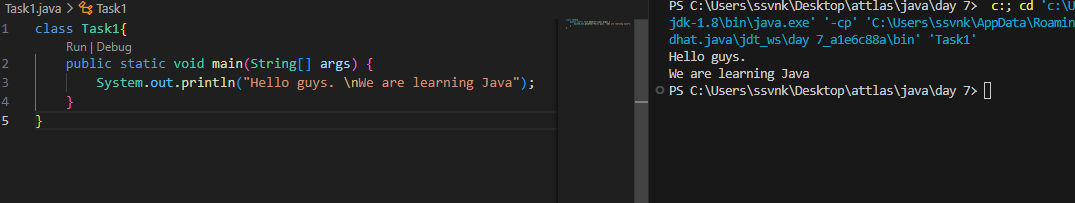 Task1.java > Task1
1 class Task1{
Run | Debug
2 public static void main(String[] args) {
3 System.out.println("Hello guys. \nWe are learning Java");
4 }
5 }
PS C:\Users\ssvnk\Desktop\attlas\java\day 7> c:; cd 'c:\U
jdk-1.8\bin\java.exe' '-cp' 'C:\Users\ssvnk\AppData\Roamin
dhat.java\jdt_ws\day 7_a1e6c88a\bin' 'Task1'
Hello guys.
We are learning Java
PS C:\Users\ssvnk\Desktop\attlas\java\day 7>